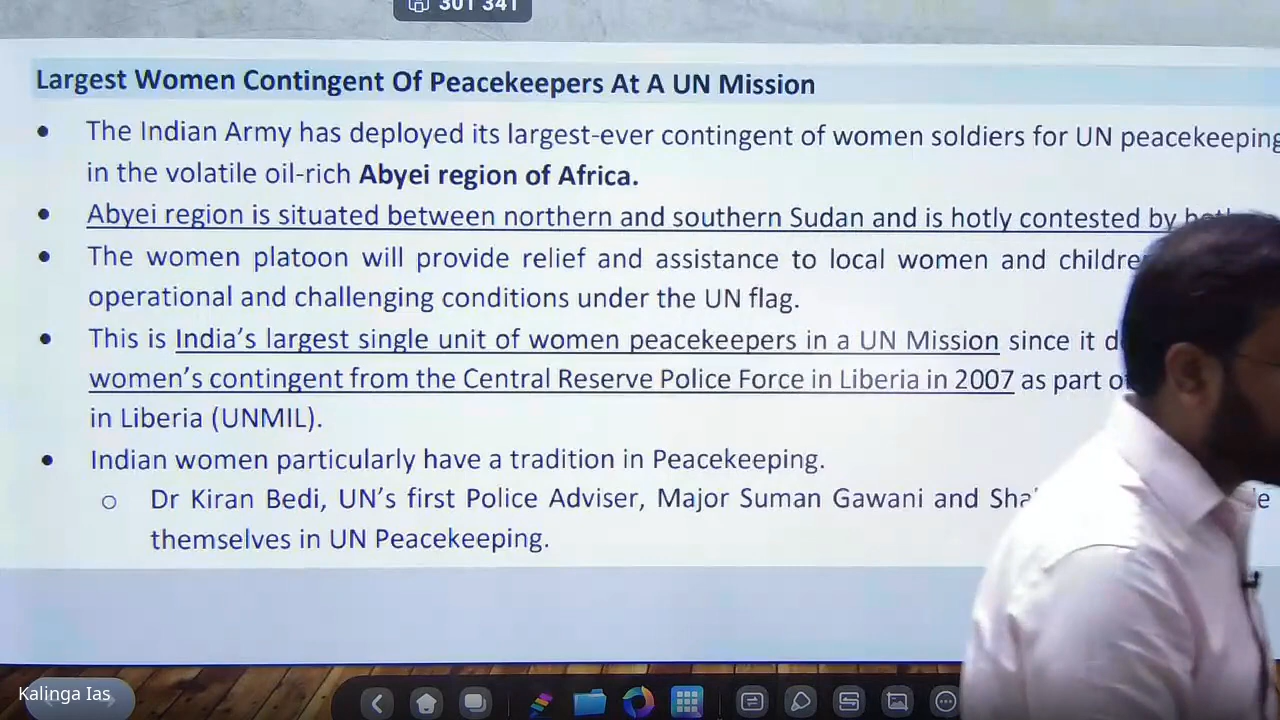 301 341
Largest Women Contingent Of Peacekeepers At A UN Mission
• The Indian Army has deployed its largest-ever contingent of women soldiers for UN peacekeeping
in the volatile oil-rich Abyei region of Africa.
• Abyei region is situated between northern and southern Sudan and is hotly contested by
• The women platoon will provide relief and assistance to local women and
operational and challenging conditions under the UN flag.
• This is India’s largest single unit of women peacekeepers in a UN Mission since it
women’s contingent from the Central Reserve Police Force in Liberia in 2007 as part
in Liberia (UNMIL).
• Indian women particularly have a tradition in Peacekeeping.
o Dr Kiran Bedi, UN’s first Police Adviser, Major Suman Gawani and
themselves in UN Peacekeeping.
Kalinga Ias